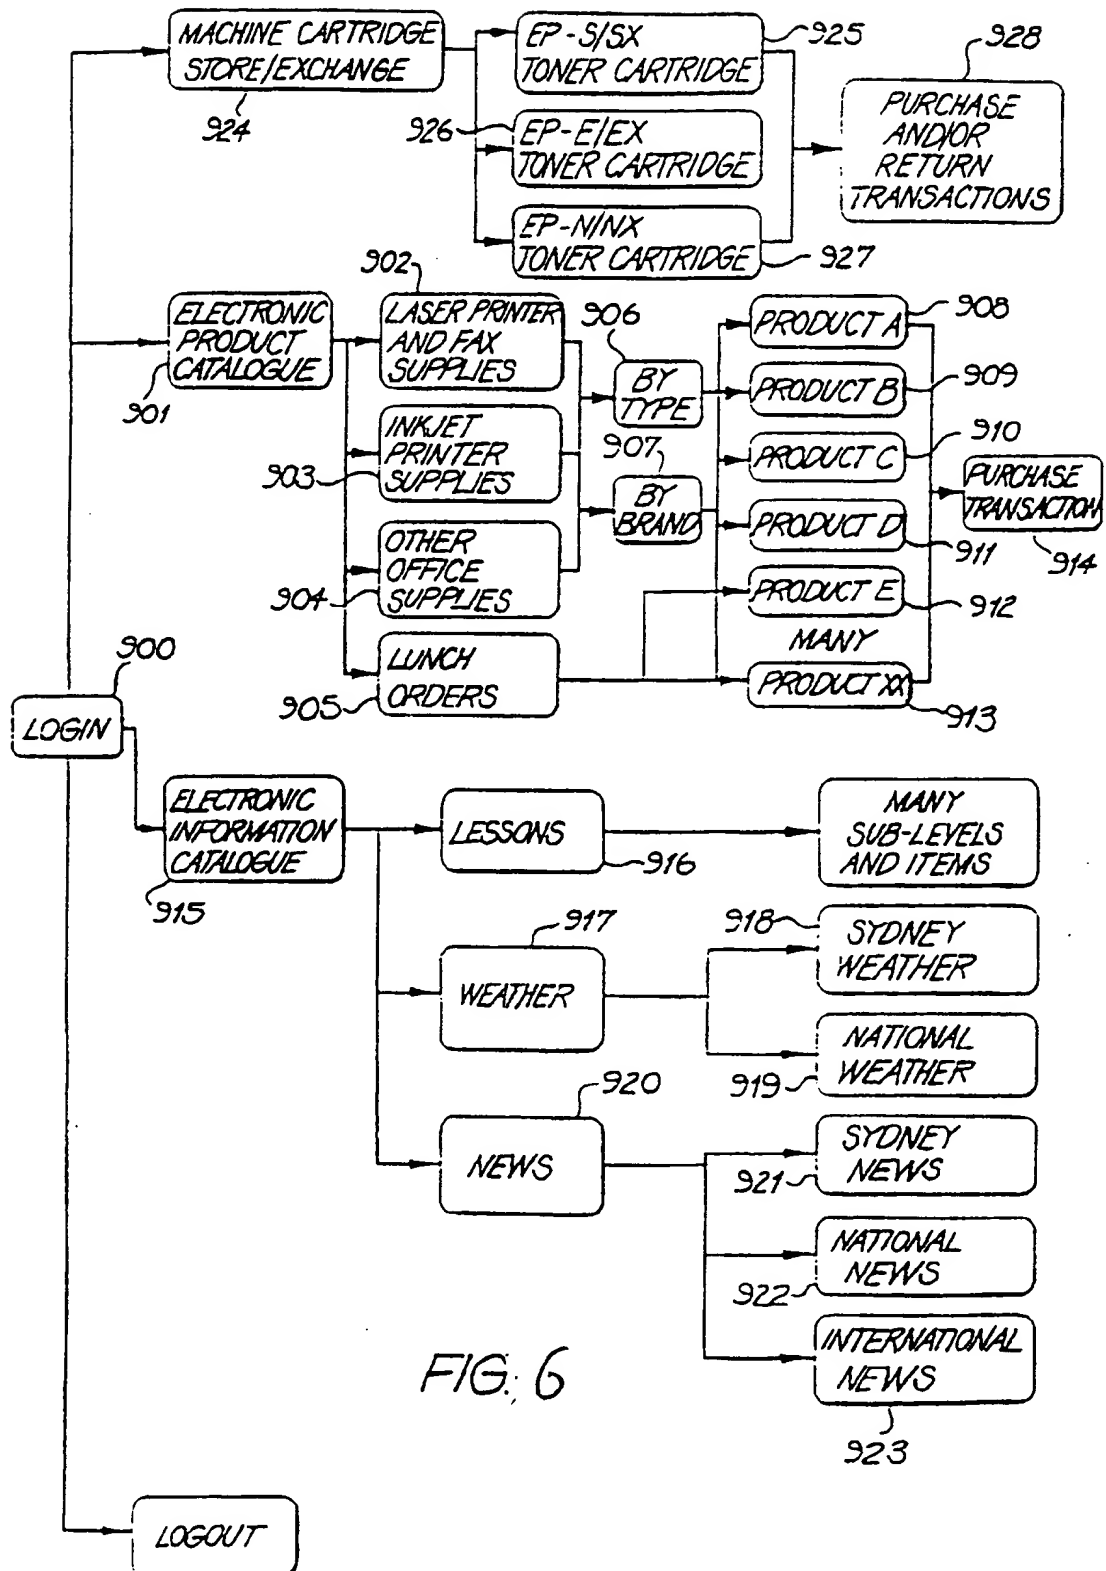 MACHINE CARTRIDGE
STORE/EXCHANGE
924
EP-S/SX
TONER CARTRIDGE
925
926
EP-E/EX
TONER CARTRIDGE
EP-N/NX
TONER CARTRIDGE
927
928
PURCHASE
AND/OR
RETURN
TRANSACTIONS
ELECTRONIC
PRODUCT
CATALOGUE
901
902
LASER PRINTER
AND FAX
SUPPLIES
INKJET
PRINTER
SUPPLIES
903
OTHER
OFFICE
SUPPLIES
904
LUNCH
ORDERS
905
906
BY
TYPE
907
BY
BRAND
PRODUCT A
908
PRODUCT B
909
PRODUCT C
910
PRODUCT D
911
PRODUCT E
912
MANY
PRODUCT XX
913
PURCHASE
TRANSACTION
914
900
LOGIN
ELECTRONIC
INFORMATION
CATALOGUE
915
LESSONS
916
MANY
SUB-LEVELS
AND ITEMS
917
WEATHER
918
SYDNEY
WEATHER
NATIONAL
WEATHER
919
920
NEWS
SYDNEY
NEWS
921
NATIONAL
NEWS
922
INTERNATIONAL
NEWS
923
FIG. 6
LOGOUT